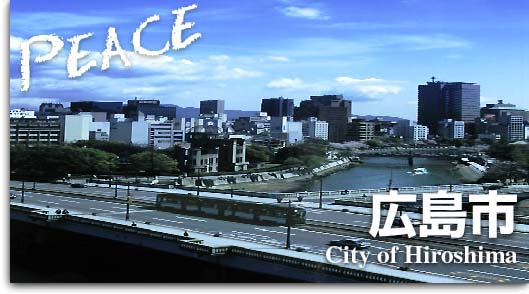 PEACE
広島市
City of Hiroshima